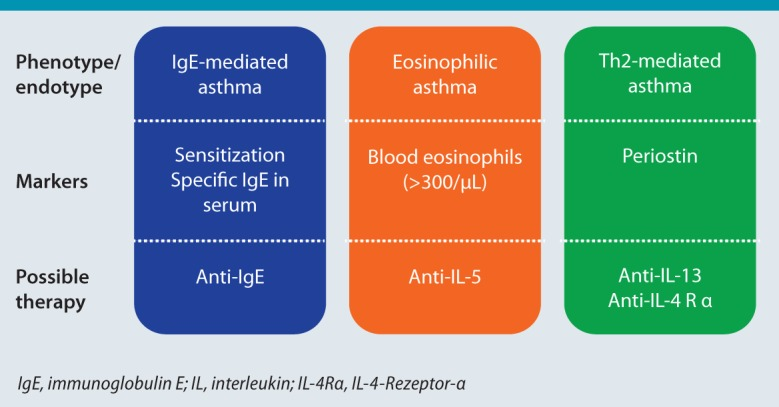 Phenotype/
endotype
IgE-mediated
asthma
Eosinophilic
asthma
Th2-mediated
asthma
Markers
Sensitization
Specific IgE in
serum
Blood eosinophils
(>300/µL)
Periostin
Possible
therapy
Anti-IgE
Anti-IL-5
Anti-IL-13
Anti-IL-4 R α
IgE, immunoglobulin E; IL, interleukin; IL-4Rα, IL-4-Rezeptor-α